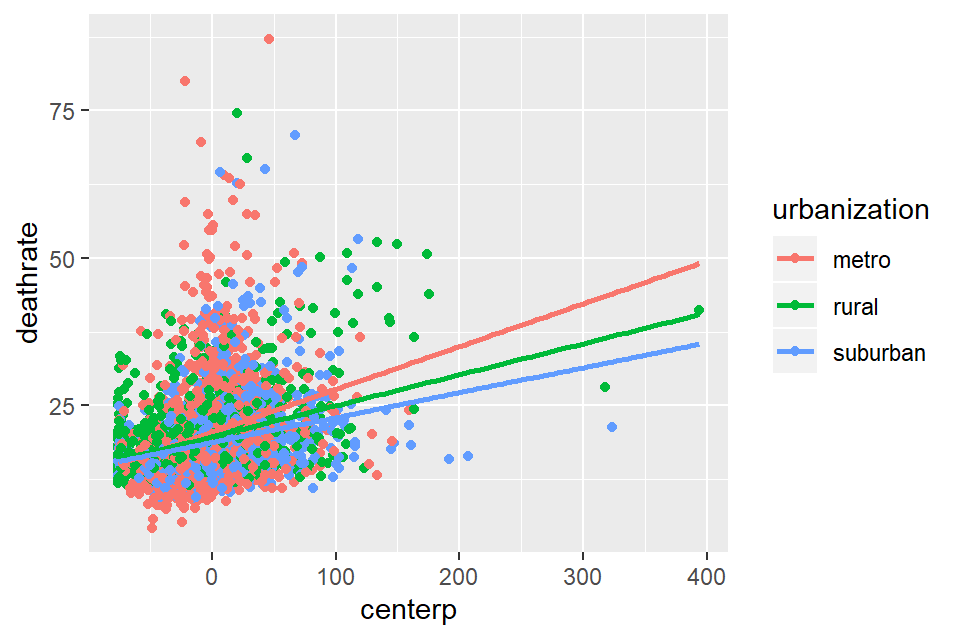 75
50
25
deathrate
0 100 200 300 400
centerp
urbanization
metro
rural
suburban